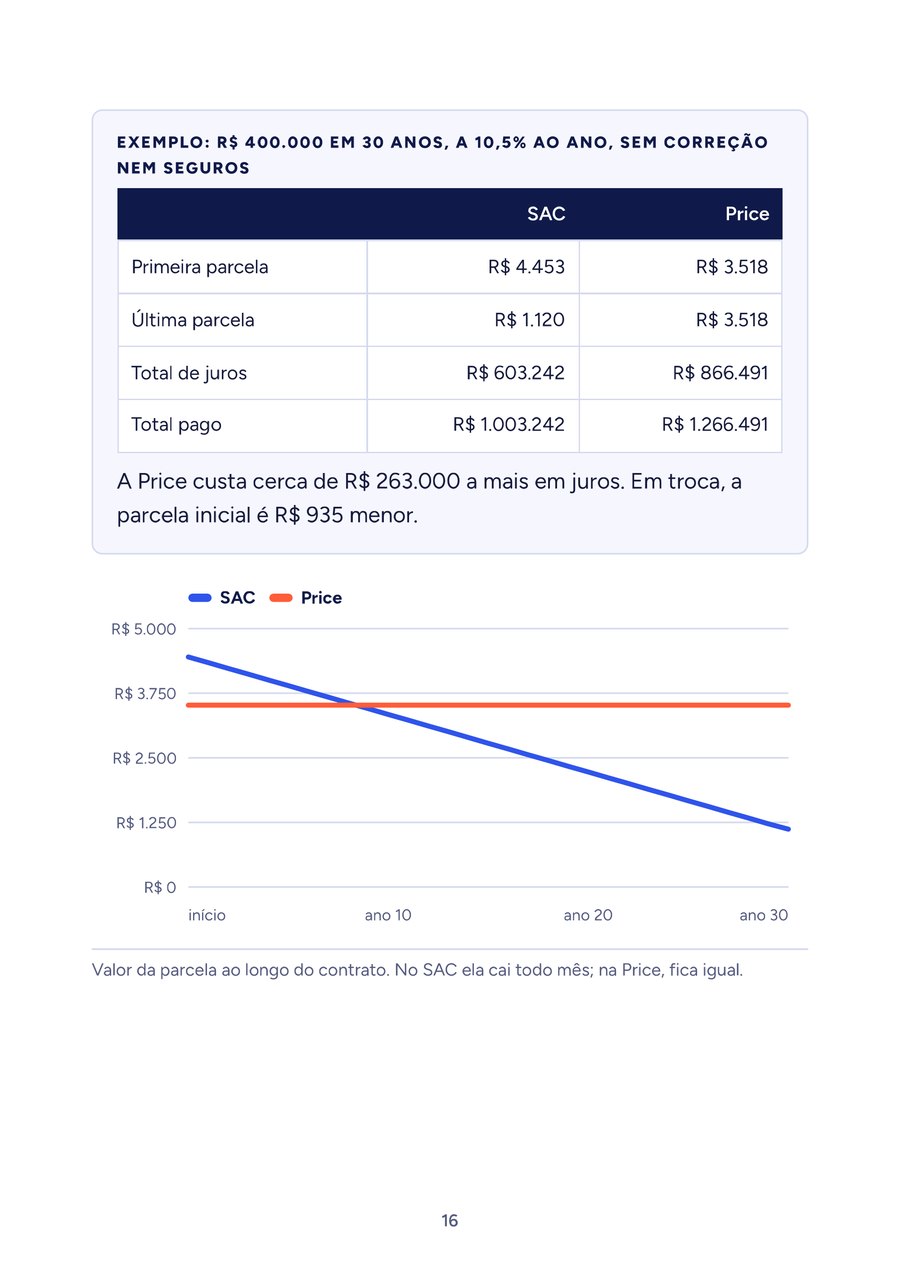 EXEMPLO: R$ 400.000 EM 30 ANOS, A 10,5% AO ANO, SEM CORREÇÃO
NEM SEGUROS
SAC Price
Primeira parcela R$ 4.453 R$ 3.518
Última parcela R$ 1.120 R$ 3.518
Total de juros R$ 603.242 R$ 866.491
Total pago R$ 1.003.242 R$ 1.266.491
A Price custa cerca de R$ 263.000 a mais em juros. Em troca, a
parcela inicial é R$ 935 menor.
SAC Price
R$ 5.000
R$ 3.750
R$ 2.500
R$ 1.250
R$ 0
início ano 10 ano 20 ano 30
Valor da parcela ao longo do contrato. No SAC ela cai todo mês; na Price, fica igual.
16